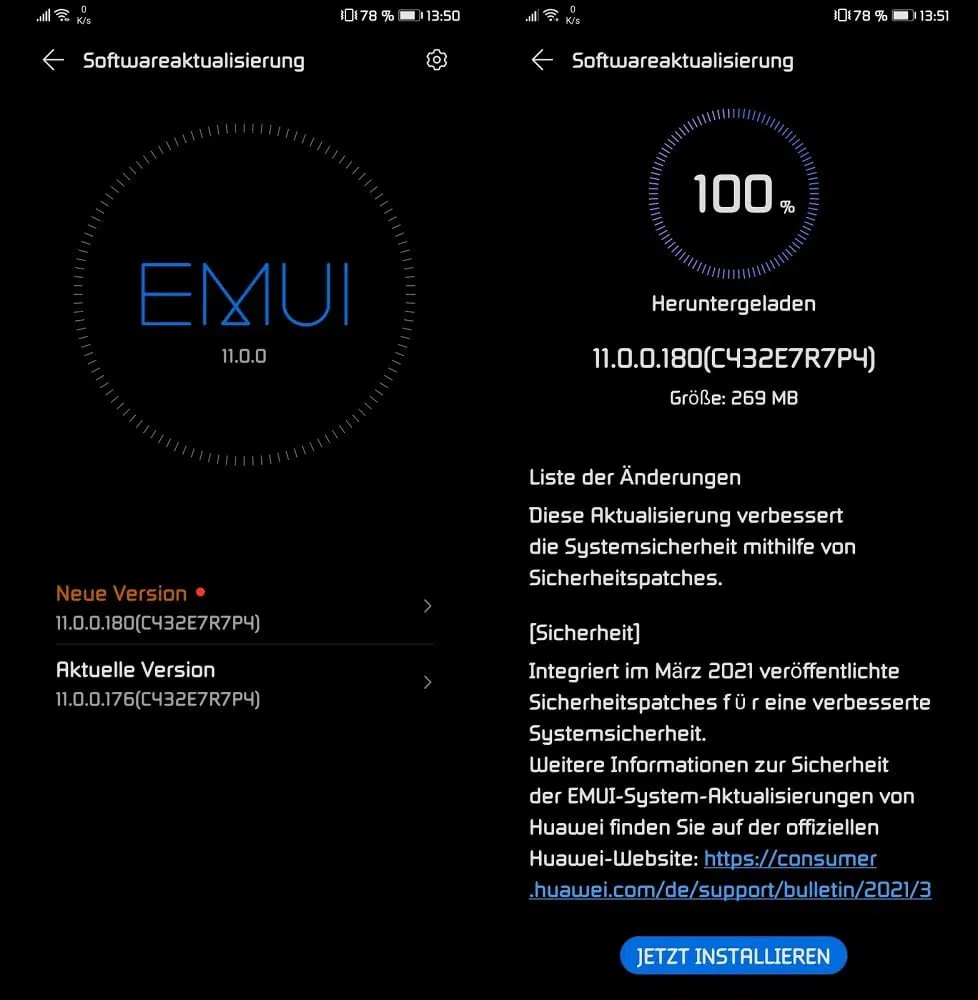 0 K/s 78 % 13:50
Softwareaktualisierung
EMUI
11.0.0
Neue Version
11.0.0.180(C432E7R7P4)
Aktuelle Version
11.0.0.176(C432E7R7P4)
0 K/s 78 % 13:51
Softwareaktualisierung
100 %
Heruntergeladen
11.0.0.180(C432E7R7P4)
Größe: 269 MB
Liste der Änderungen
Diese Aktualisierung verbessert
die Systemsicherheit mithilfe von
Sicherheitspatches.
[Sicherheit]
Integriert im März 2021 veröffentlichte
Sicherheitspatches f ü r eine verbesserte
Systemsicherheit.
Weitere Informationen zur Sicherheit
der EMUI-System-Aktualisierungen von
Huawei finden Sie auf der offiziellen
Huawei-Website: https://consumer
.huawei.com/de/support/bulletin/2021/3
JETZT INSTALLIEREN